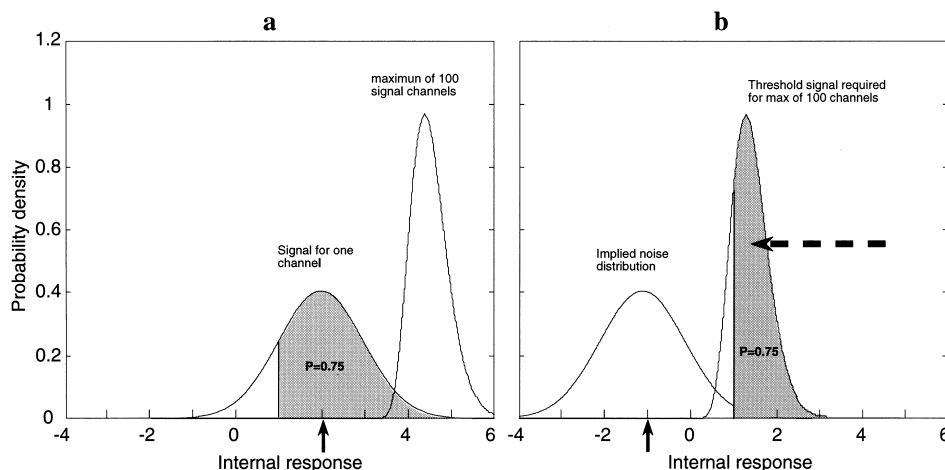 a
b
1.2
1
0.8
0.6
0.4
0.2
0
Probability density
maximun of 100
signal channels
Signal for one
channel
P=0.75
-4
-2
0
2
4
6
Internal response
Threshold signal required
for max of 100 channels
Implied noise
distribution
P=0.75
-4
-2
0
2
4
6
Internal response